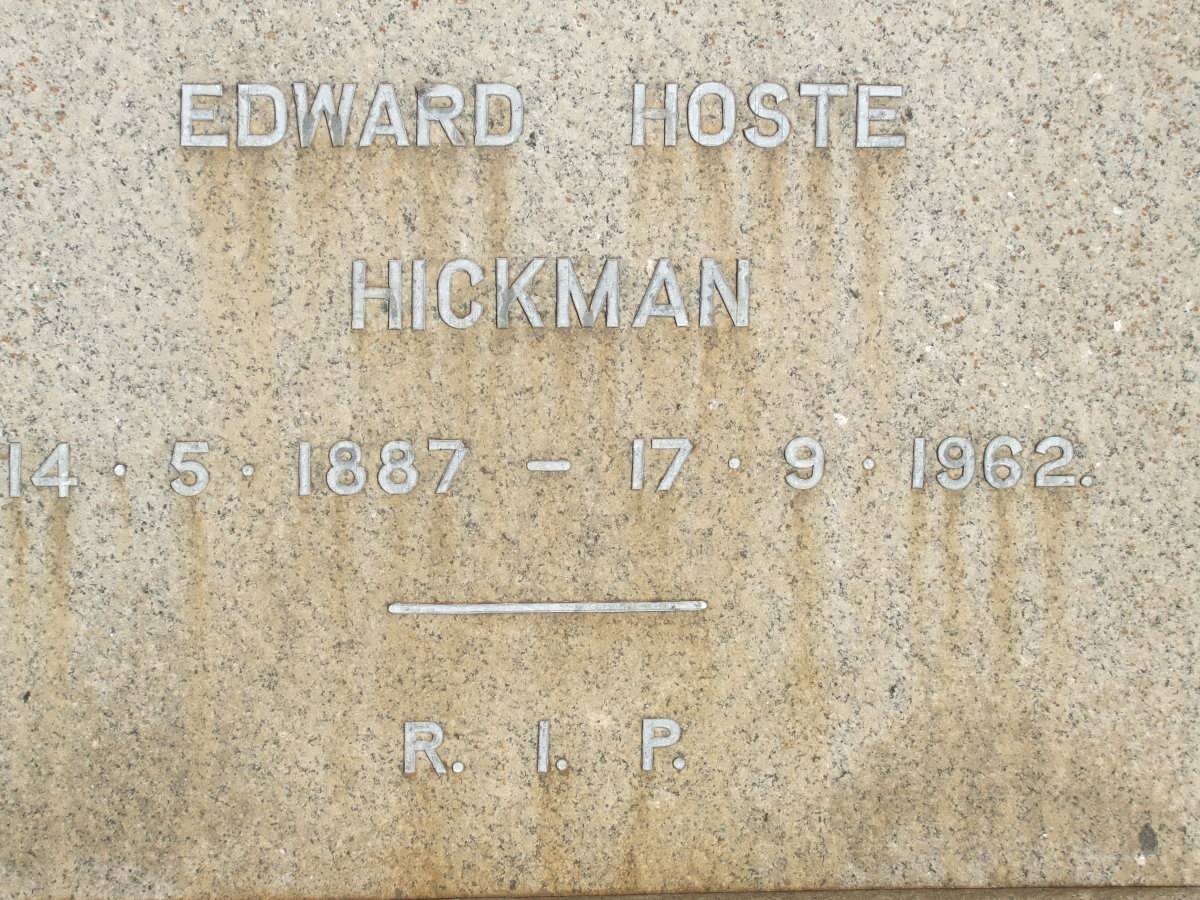 EDWARD HOSTE
HICKMAN
14 · 5 · 1887 – 17 · 9 · 1962.
R. I. P.